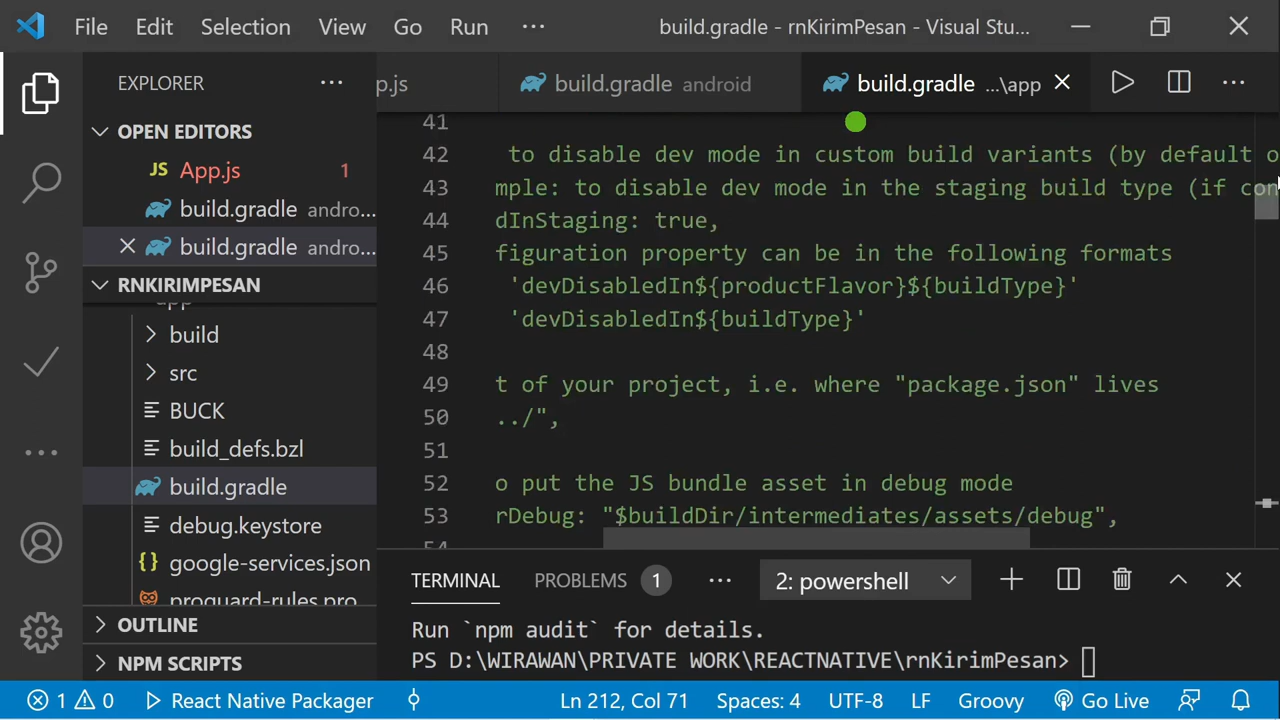 File Edit Selection View Go Run ··· build.gradle - rnKirimPesan - Visual Stu...
EXPLORER ···
p.js build.gradle android build.gradle ...\app ···
OPEN EDITORS
JS App.js 1
build.gradle andro...
build.gradle andro...
RNKIRIMPESAN
app
build
src
BUCK
build_defs.bzl
build.gradle
debug.keystore
{} google-services.json
proguard-rules.pro
OUTLINE
NPM SCRIPTS
41
42 to disable dev mode in custom build variants (by default o
43 mple: to disable dev mode in the staging build type (if con
44 dInStaging: true,
45 figuration property can be in the following formats
46 'devDisabledIn${productFlavor}${buildType}'
47 'devDisabledIn${buildType}'
48
49 t of your project, i.e. where "package.json" lives
50 ../",
51
52 o put the JS bundle asset in debug mode
53 rDebug: "$buildDir/intermediates/assets/debug",
54
TERMINAL PROBLEMS 1 ··· 2: powershell
Run `npm audit` for details.
PS D:\WIRAWAN\PRIVATE WORK\REACTNATIVE\rnKirimPesan>
1 0 React Native Packager Ln 212, Col 71 Spaces: 4 UTF-8 LF Groovy Go Live